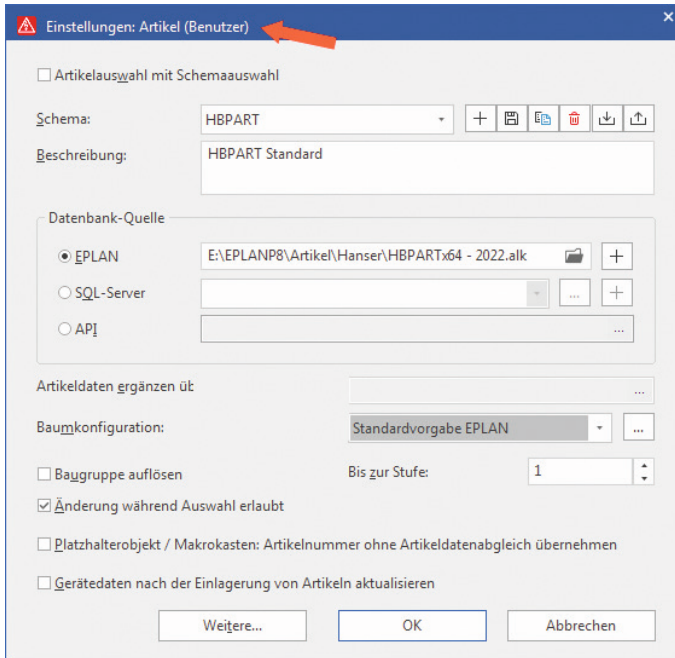 Einstellungen: Artikel (Benutzer)
Artikelauswahl mit Schemaauswahl
Schema: HBPART
Beschreibung: HBPART Standard
Datenbank-Quelle
EPLAN E:\EPLANP8\Artikel\Hanser\HBPARTx64 - 2022.alk
SQL-Server ...
API ...
Artikeldaten ergänzen üb ...
Baumkonfiguration: Standardvorgabe EPLAN ...
Baugruppe auflösen Bis zur Stufe: 1
Änderung während Auswahl erlaubt
Platzhalterobjekt / Makrokasten: Artikelnummer ohne Artikeldatenabgleich übernehmen
Gerätedaten nach der Einlagerung von Artikeln aktualisieren
Weitere... OK Abbrechen